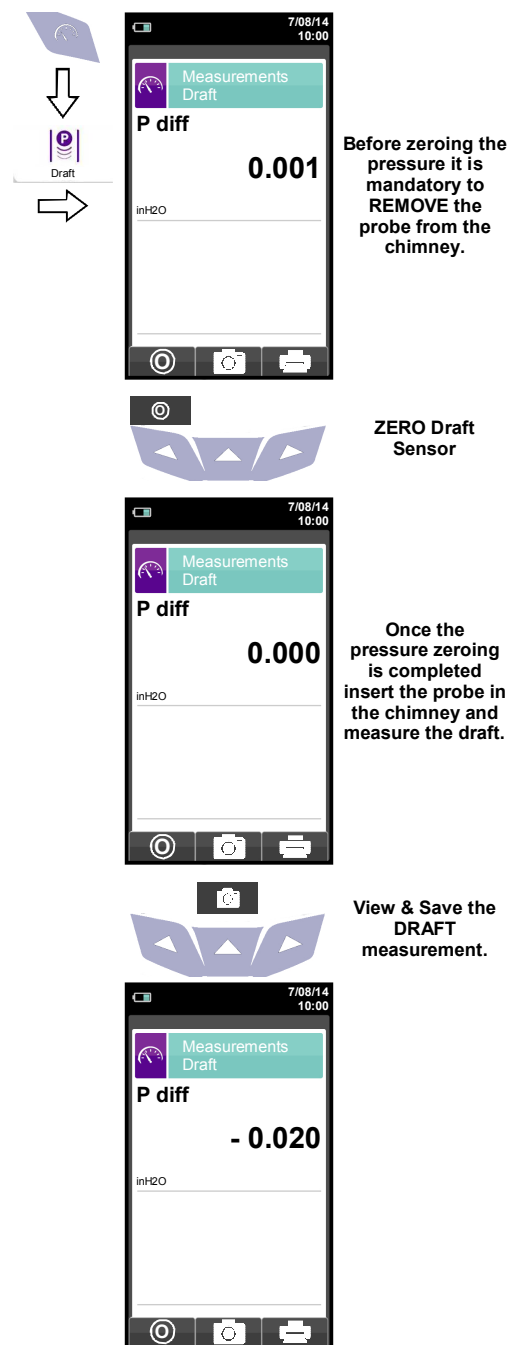 7/08/14
10:00
Measurements
Draft
P diff
0.001
inH2O
P
Draft
Before zeroing the
pressure it is
mandatory to
REMOVE the
probe from the
chimney.
ZERO Draft
Sensor
7/08/14
10:00
Measurements
Draft
P diff
0.000
inH2O
Once the
pressure zeroing
is completed
insert the probe in
the chimney and
measure the draft.
View & Save the
DRAFT
measurement.
7/08/14
10:00
Measurements
Draft
P diff
- 0.020
inH2O